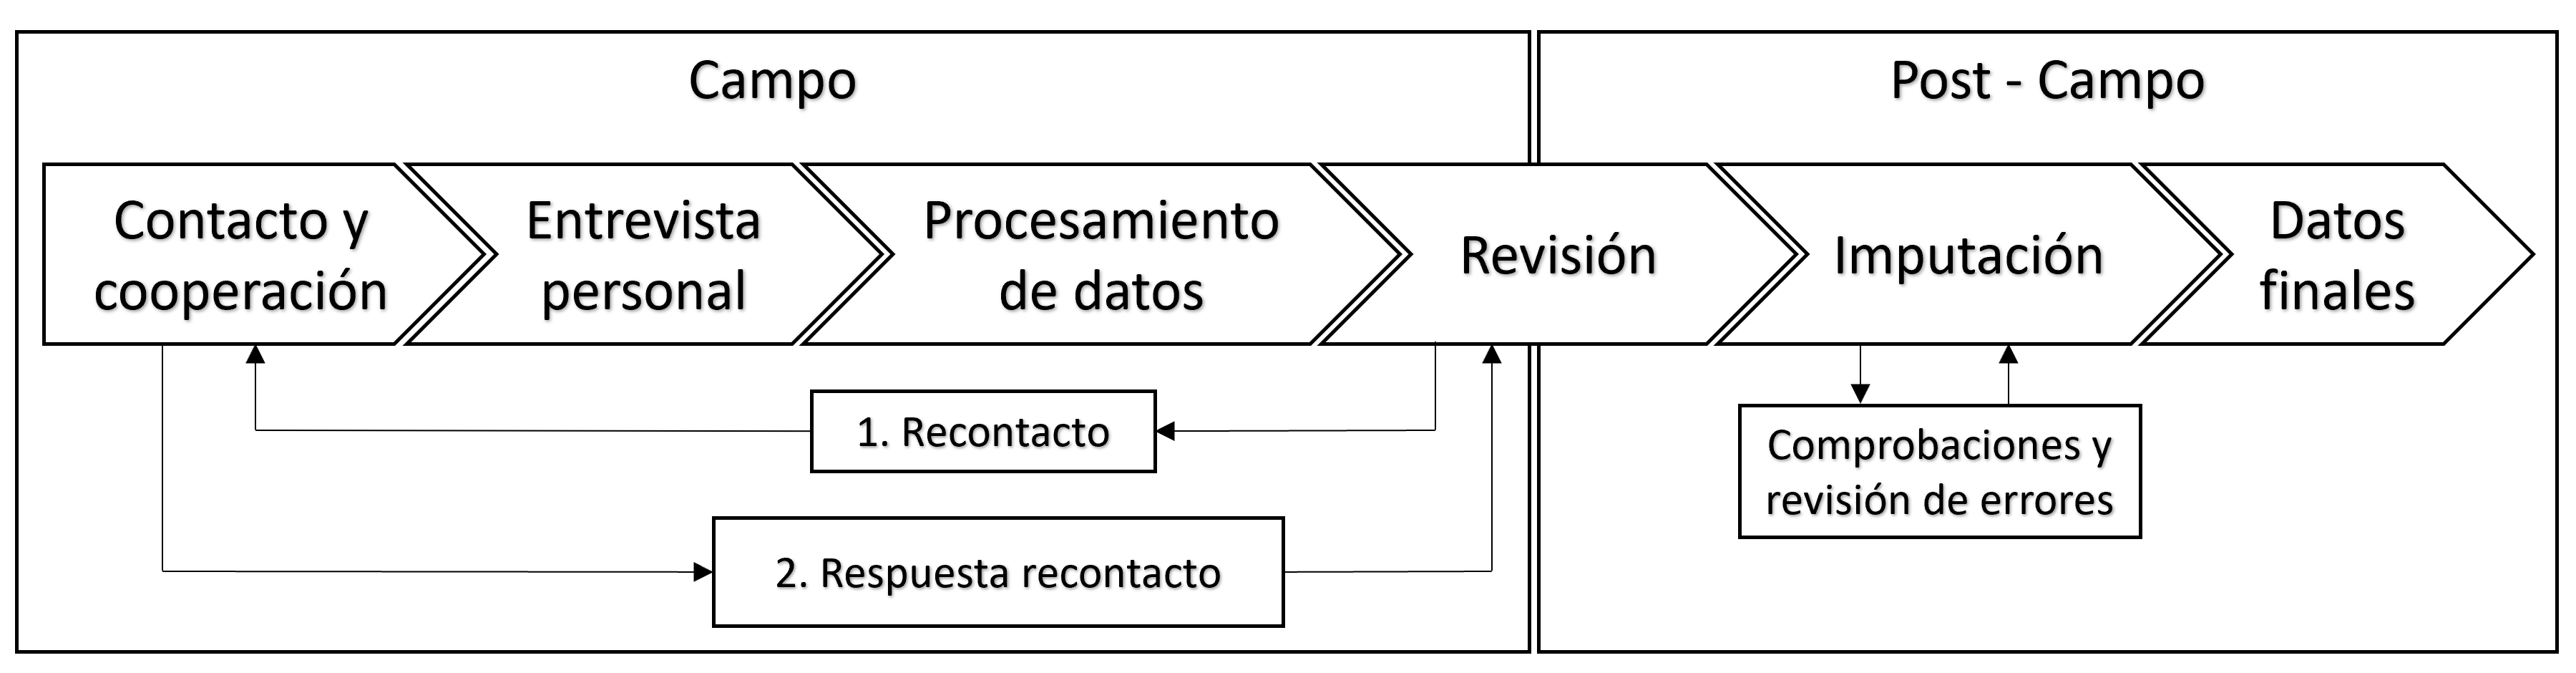 Campo
Post - Campo
Contacto y
cooperación
Entrevista
personal
Procesamiento
de datos
Revisión
Imputación
Datos
finales
1. Recontacto
2. Respuesta recontacto
Comprobaciones y
revisión de errores